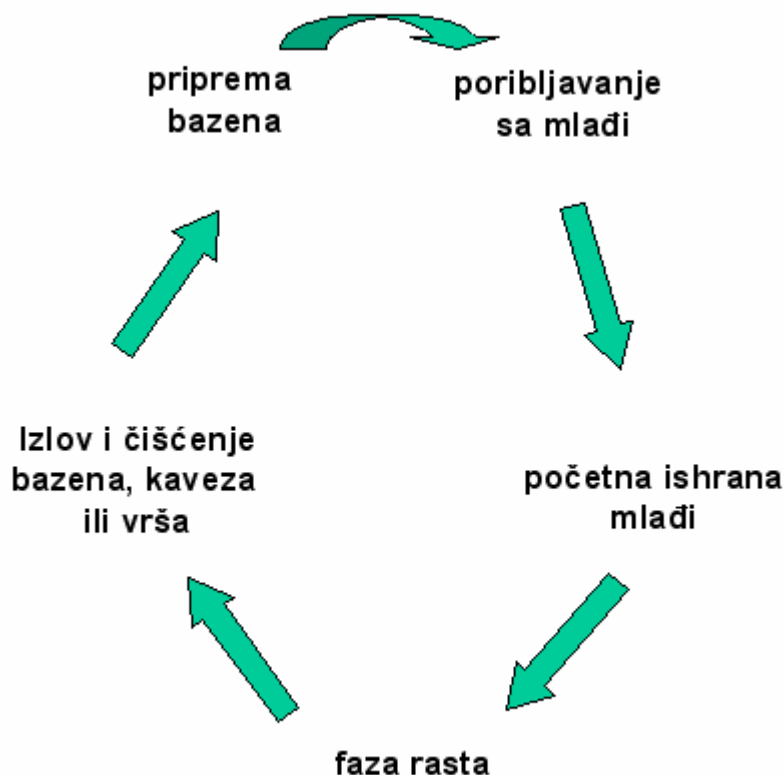 priprema
bazena
poribljavanje
sa mlađi
početna ishrana
mlađi
faza rasta
Izlov i čišćenje
bazena, kaveza
ili vrša